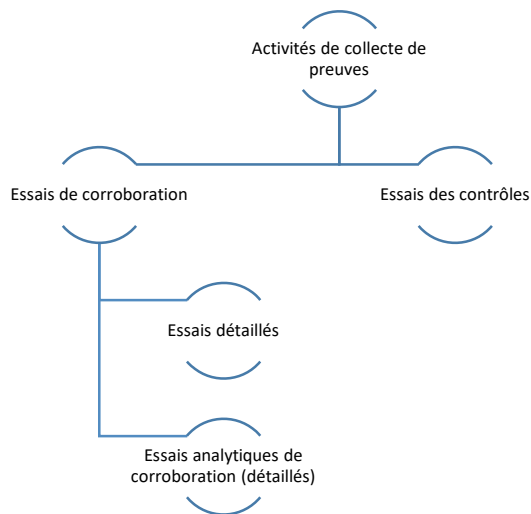 Activités de collecte de
preuves
Essais de corroboration
Essais des contrôles
Essais détaillés
Essais analytiques de
corroboration (détaillés)